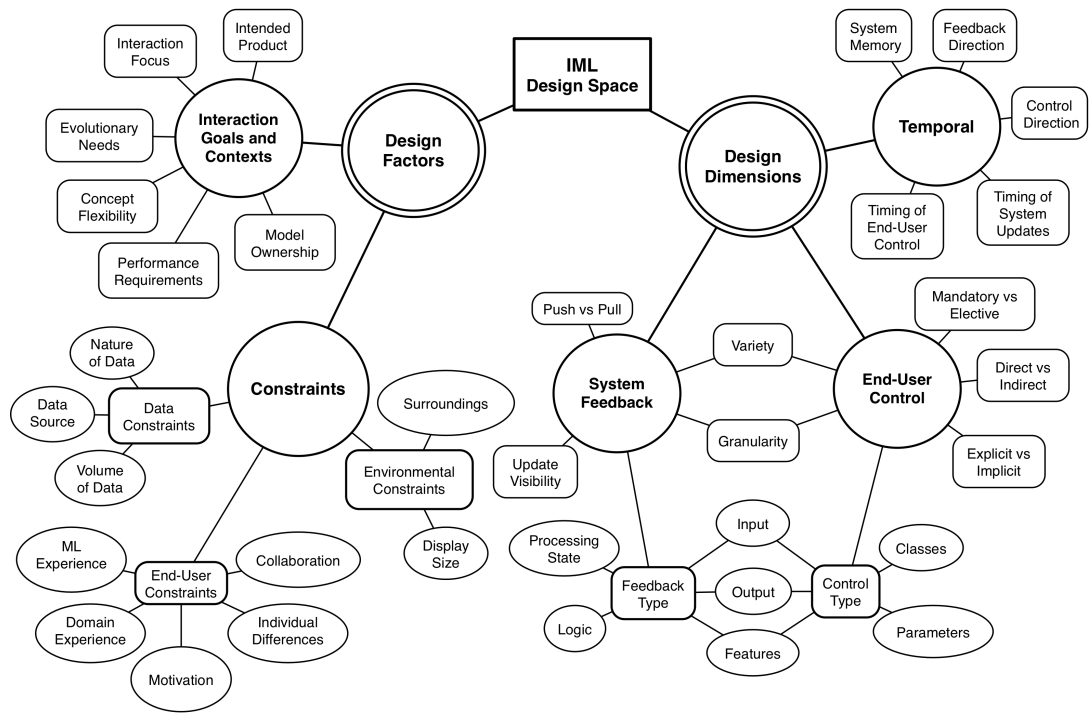 Intended
Product
Interaction
Focus
System
Memory
Feedback
Direction
IML
Design Space
Evolutionary
Needs
Interaction
Goals and
Contexts
Design
Factors
Design
Dimensions
Temporal
Control
Direction
Concept
Flexibility
Model
Ownership
Performance
Requirements
Timing of
End-User
Control
Timing of
System
Updates
Push vs Pull
Variety
Mandatory vs
Elective
Nature
of Data
Data
Source
Data
Constraints
Volume
of Data
Constraints
Surroundings
Environmental
Constraints
Display
Size
System
Feedback
End-User
Control
Direct vs
Indirect
Granularity
Update
Visibility
Explicit vs
Implicit
ML
Experience
End-User
Constraints
Collaboration
Domain
Experience
Individual
Differences
Motivation
Processing
State
Input
Classes
Feedback
Type
Output
Control
Type
Logic
Features
Parameters